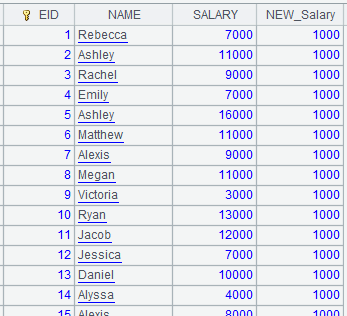 EID NAME SALARY NEW_Salary
1 Rebecca 7000 1000
2 Ashley 11000 1000
3 Rachel 9000 1000
4 Emily 7000 1000
5 Ashley 16000 1000
6 Matthew 11000 1000
7 Alexis 9000 1000
8 Megan 11000 1000
9 Victoria 3000 1000
10 Ryan 13000 1000
11 Jacob 12000 1000
12 Jessica 7000 1000
13 Daniel 10000 1000
14 Alyssa 4000 1000
15 Alexis 8000 1000